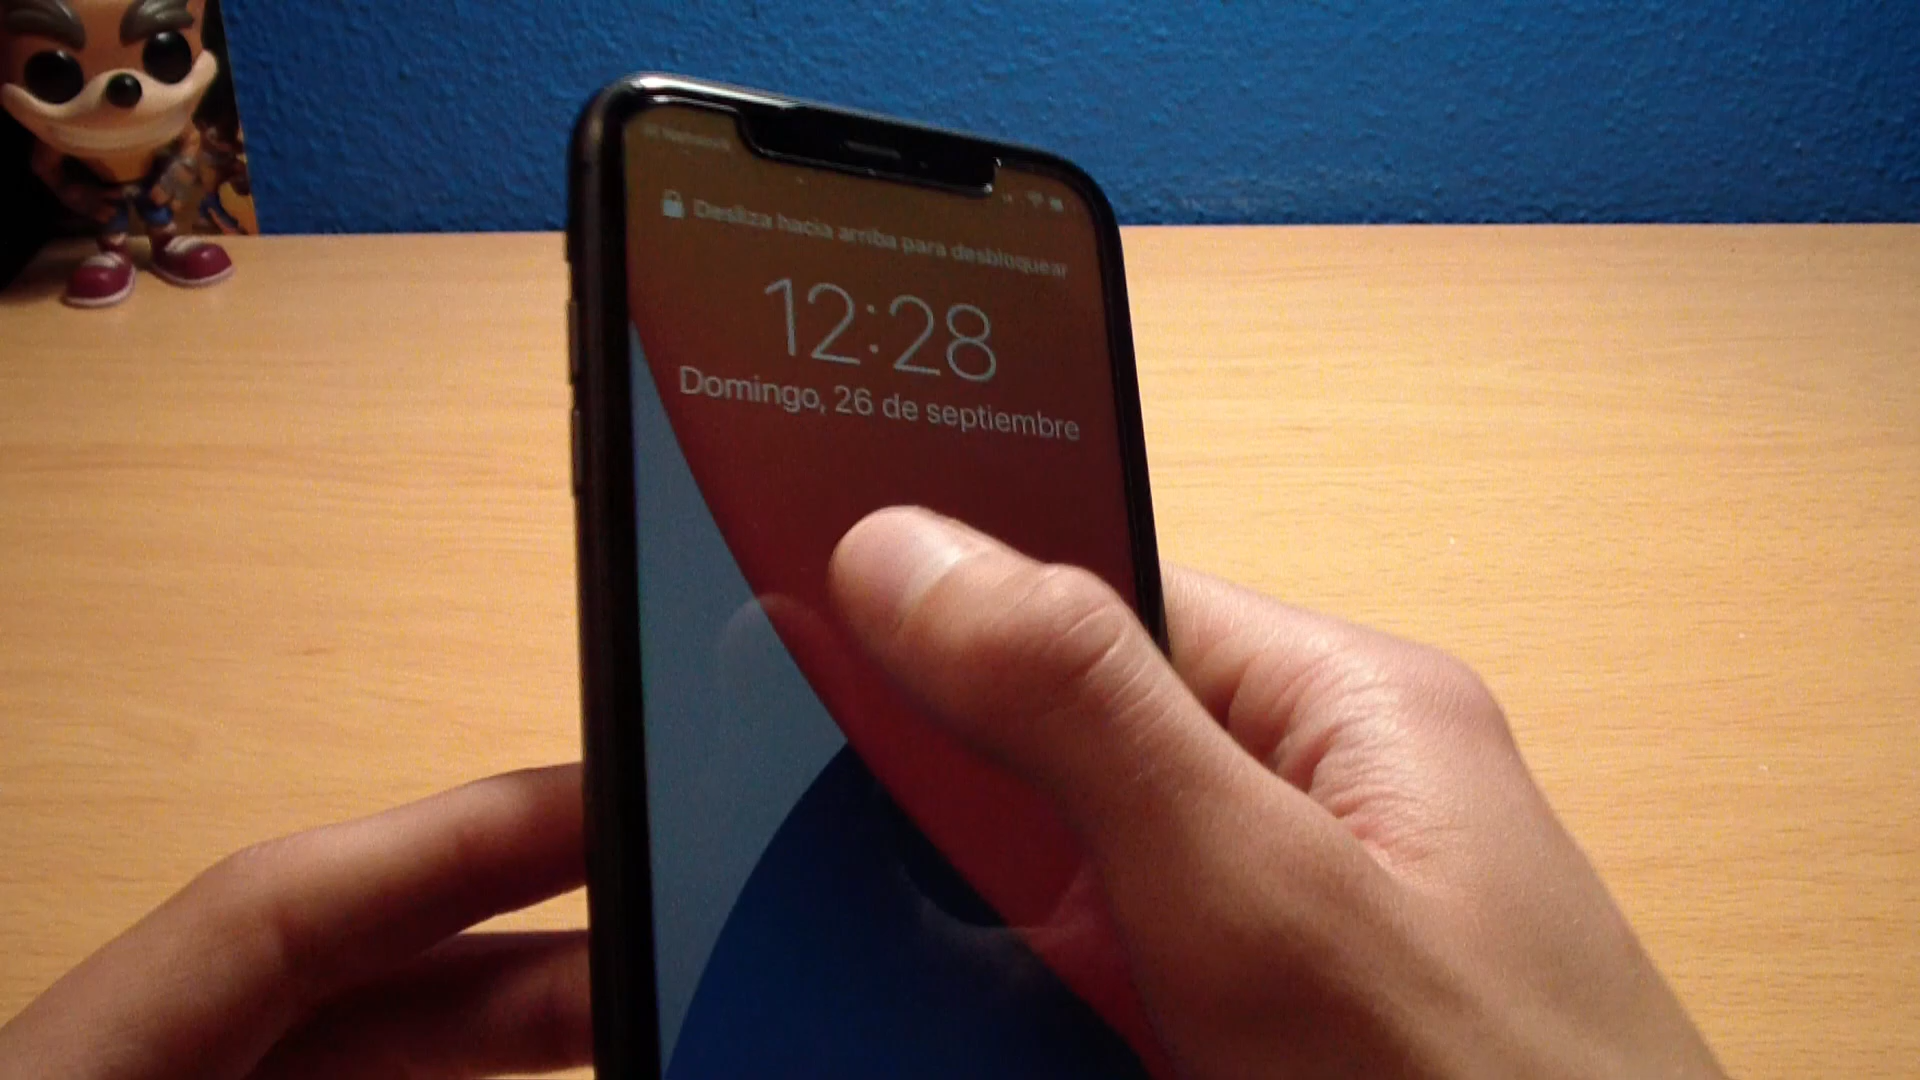 Desliza hacia arriba para desbloquear
12:28
Domingo, 26 de septiembre